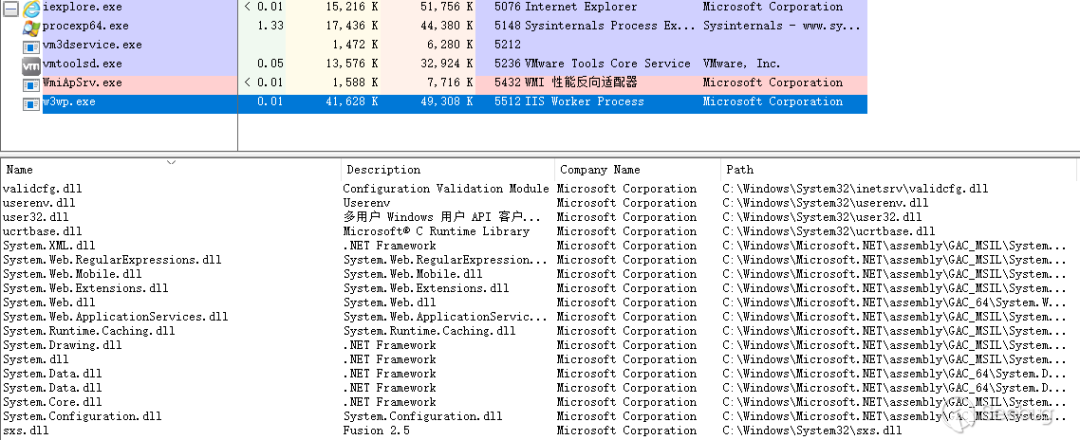 iexplore.exe < 0.01 15,216 K 51,756 K 5076 Internet Explorer Microsoft Corporation
procexp64.exe 1.33 17,436 K 44,380 K 5148 Sysinternals Process Ex... Sysinternals - www.sy...
vm3dservice.exe 1,472 K 6,280 K 5212
vmtoolsd.exe 0.05 13,576 K 32,924 K 5236 VMware Tools Core Service VMware, Inc.
WmiApSrv.exe < 0.01 1,588 K 7,716 K 5432 WMI 性能反向适配器 Microsoft Corporation
w3wp.exe 0.01 41,628 K 49,308 K 5512 IIS Worker Process Microsoft Corporation
Name Description Company Name Path
validcfg.dll Configuration Validation Module Microsoft Corporation C:\Windows\System32\inetsrv\validcfg.dll
userenv.dll Userenv Microsoft Corporation C:\Windows\System32\userenv.dll
user32.dll 多用户 Windows 用户 API 客户... Microsoft Corporation C:\Windows\System32\user32.dll
ucrtbase.dll Microsoft® C Runtime Library Microsoft Corporation C:\Windows\System32\ucrtbase.dll
System.XML.dll .NET Framework Microsoft Corporation C:\Windows\Microsoft.NET\assembly\GAC_MSIL\System...
System.Web.RegularExpressions.dll System.Web.RegularExpression... Microsoft Corporation C:\Windows\Microsoft.NET\assembly\GAC_MSIL\System...
System.Web.Mobile.dll System.Web.Mobile.dll Microsoft Corporation C:\Windows\Microsoft.NET\assembly\GAC_MSIL\System...
System.Web.Extensions.dll System.Web.Extensions.dll Microsoft Corporation C:\Windows\Microsoft.NET\assembly\GAC_MSIL\System...
System.Web.dll System.Web.dll Microsoft Corporation C:\Windows\Microsoft.NET\assembly\GAC_64\System.W...
System.Web.ApplicationServices.dll System.Web.ApplicationServic... Microsoft Corporation C:\Windows\Microsoft.NET\assembly\GAC_MSIL\System...
System.Runtime.Caching.dll System.Runtime.Caching.dll Microsoft Corporation C:\Windows\Microsoft.NET\assembly\GAC_MSIL\System...
System.Drawing.dll .NET Framework Microsoft Corporation C:\Windows\Microsoft.NET\assembly\GAC_MSIL\System...
System.dll .NET Framework Microsoft Corporation C:\Windows\Microsoft.NET\assembly\GAC_MSIL\System...
System.Data.dll .NET Framework Microsoft Corporation C:\Windows\Microsoft.NET\assembly\GAC_64\System.D...
System.Data.dll .NET Framework Microsoft Corporation C:\Windows\Microsoft.NET\assembly\GAC_64\System.D...
System.Core.dll .NET Framework Microsoft Corporation C:\Windows\Microsoft.NET\assembly\GAC_MSIL\System...
System.Configuration.dll System.Configuration.dll Microsoft Corporation C:\Windows\Microsoft.NET\assembly\GAC_MSIL\System...
sxs.dll Fusion 2.5 Microsoft Corporation C:\Windows\System32\sxs.dll